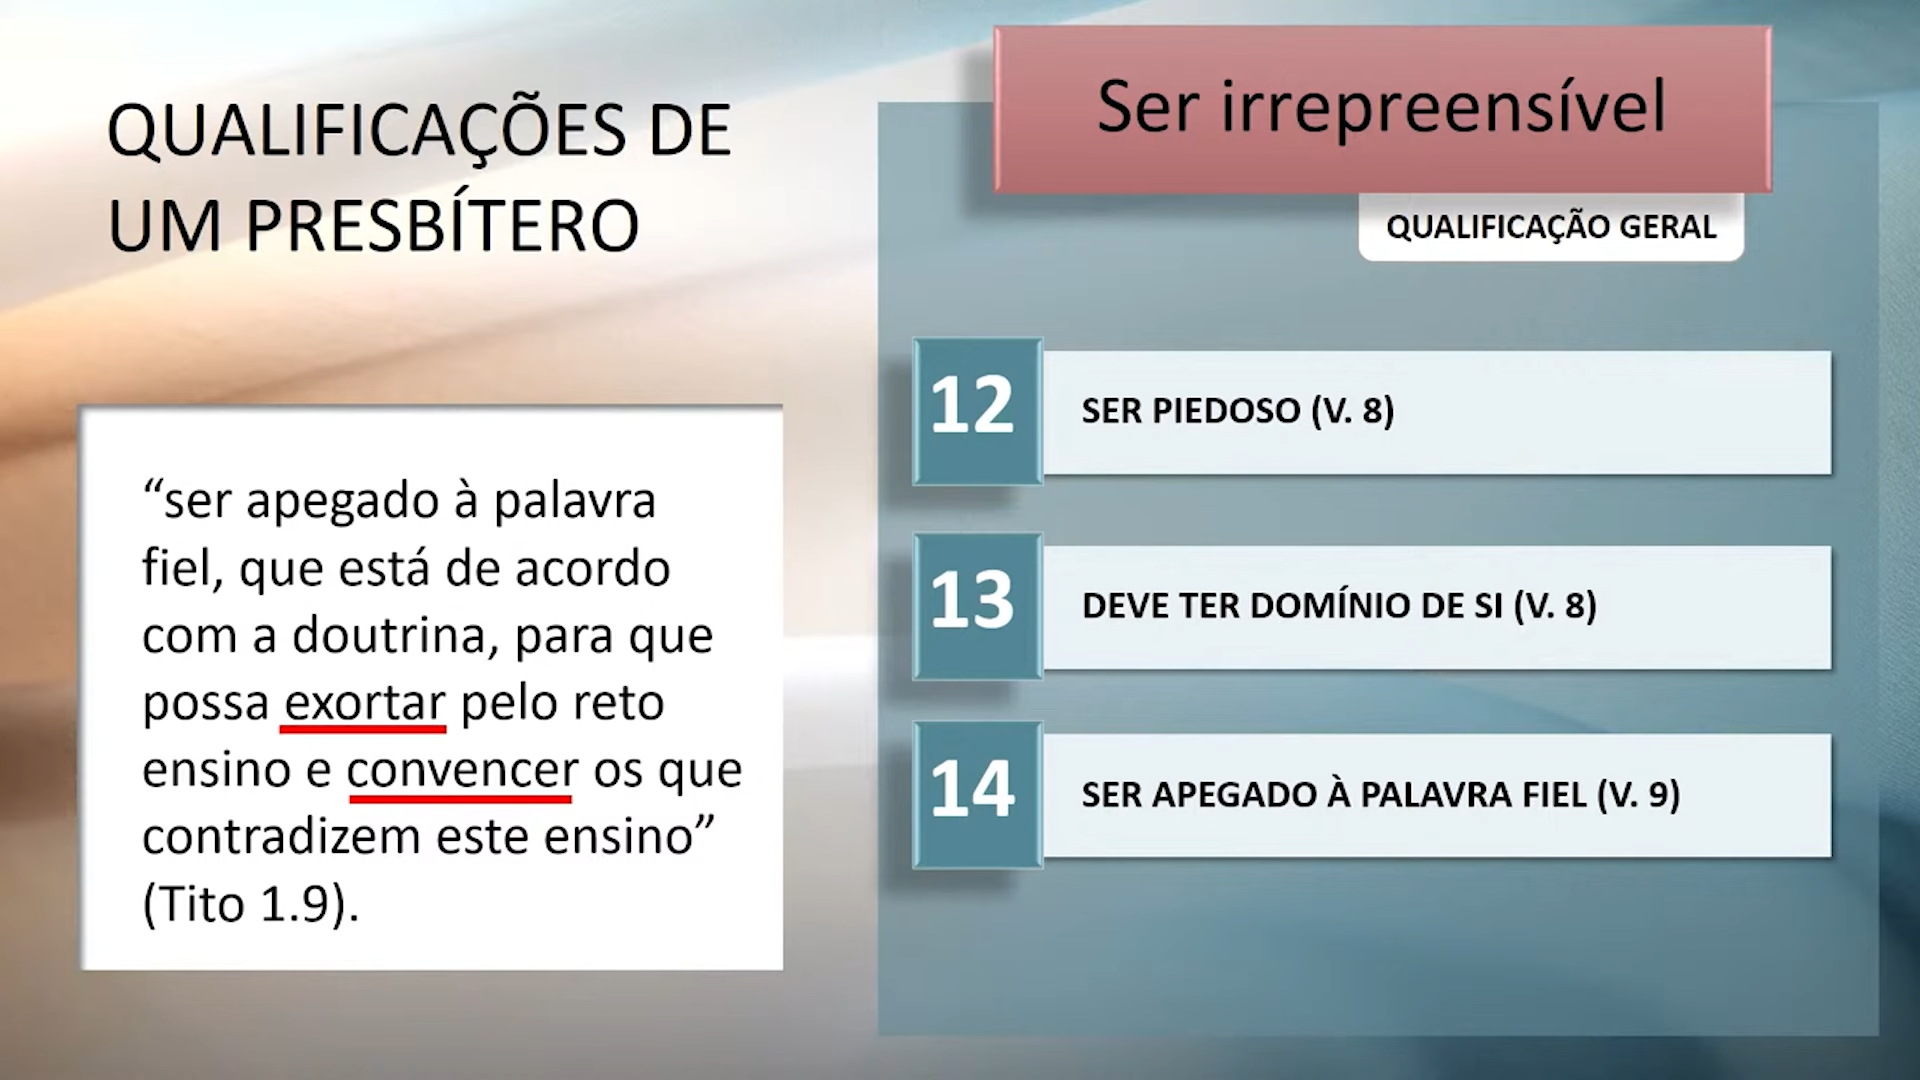 QUALIFICAÇÕES DE
UM PRESBÍTERO
“ser apegado à palavra
fiel, que está de acordo
com a doutrina, para que
possa exortar pelo reto
ensino e convencer os que
contradizem este ensino”
(Tito 1.9).
Ser irrepreensível
QUALIFICAÇÃO GERAL
12
SER PIEDOSO (V. 8)
13
DEVE TER DOMÍNIO DE SI (V. 8)
14
SER APEGADO À PALAVRA FIEL (V. 9)